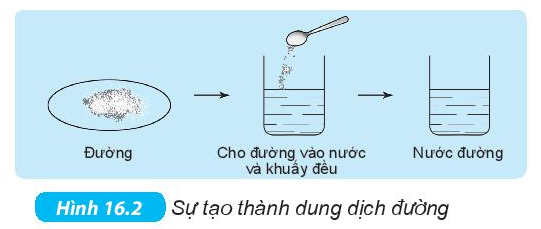 Đường
Cho đường vào nước
và khuấy đều
Nước đường
Hình 16.2 Sự tạo thành dung dịch đường